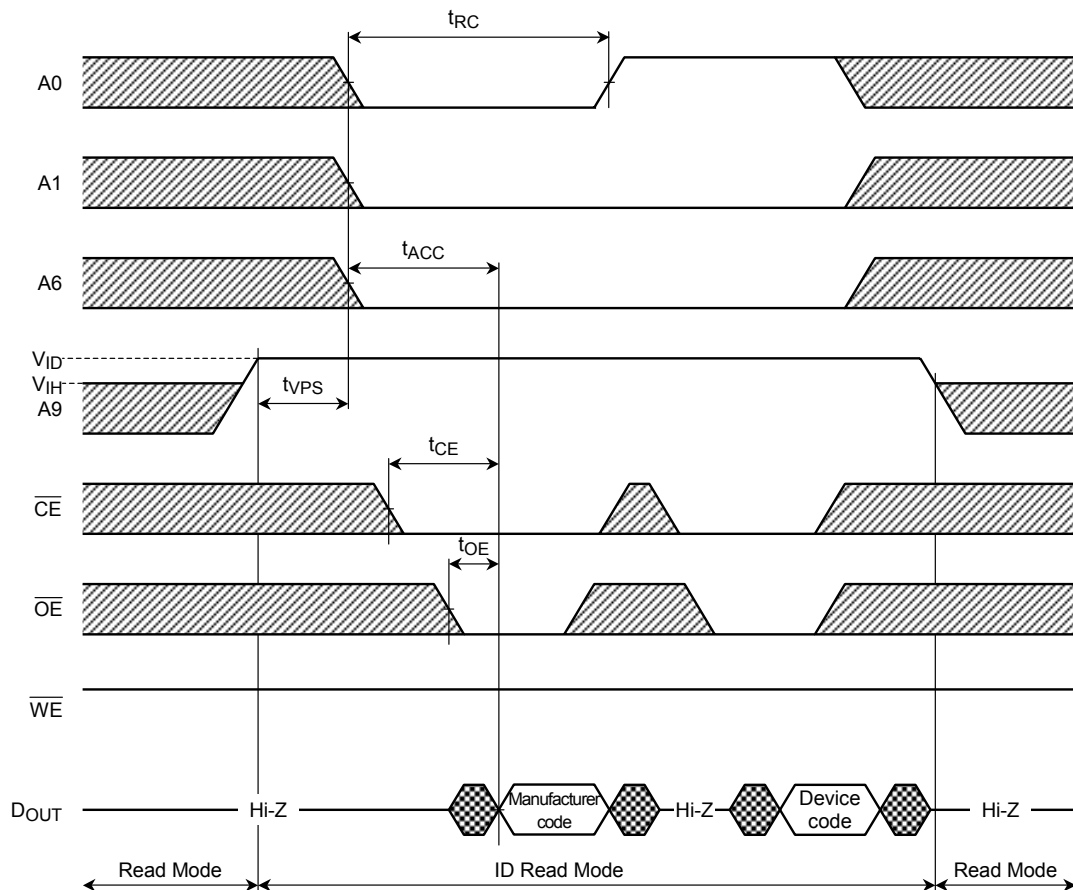 tRC
A0
A1
tACC
A6
VID
VIH
A9
tVPS
tCE
CE
tOE
OE
WE
DOUT
Hi-Z
Manufacturer
code
Hi-Z
Device
code
Hi-Z
Read Mode
ID Read Mode
Read Mode